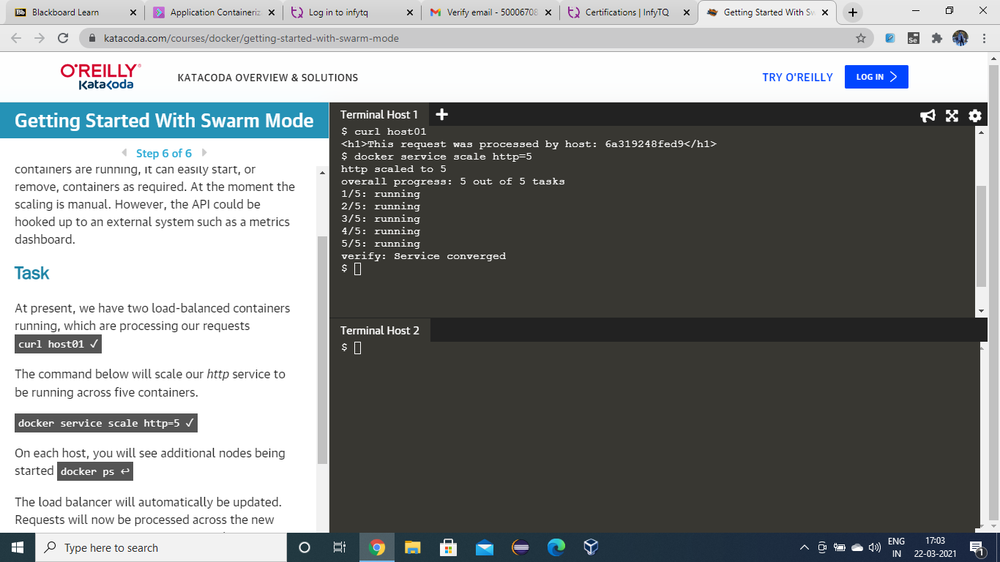 Blackboard Learn
Application Containeriz
Log in to infytq
Verify email - 50006708
Certifications | InfyTQ
Getting Started With Sw
katacoda.com/courses/docker/getting-started-with-swarm-mode
O'REILLY®
Katacoda
KATACODA OVERVIEW & SOLUTIONS
TRY O'REILLY
LOG IN
Getting Started With Swarm Mode
Step 6 of 6
containers are running, it can easily start, or
remove, containers as required. At the moment the
scaling is manual. However, the API could be
hooked up to an external system such as a metrics
dashboard.
Task
At present, we have two load-balanced containers
running, which are processing our requests
curl host01 ✓
The command below will scale our http service to
be running across five containers.
docker service scale http=5 ✓
On each host, you will see additional nodes being
started docker ps ↩
The load balancer will automatically be updated.
Requests will now be processed across the new
Terminal Host 1
$ curl host01
<h1>This request was processed by host: 6a319248fed9</h1>
$ docker service scale http=5
http scaled to 5
overall progress: 5 out of 5 tasks
1/5: running
2/5: running
3/5: running
4/5: running
5/5: running
verify: Service converged
$
Terminal Host 2
$
Type here to search
ENG
IN
17:03
22-03-2021
1